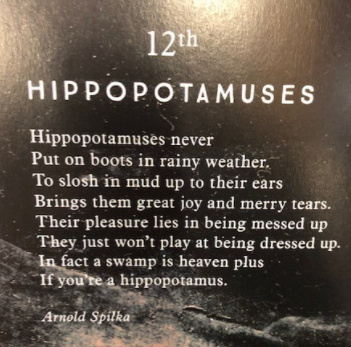 12th
HIPPOPOTAMUSES
Hippopotamuses never
Put on boots in rainy weather.
To slosh in mud up to their ears
Brings them great joy and merry tears.
Their pleasure lies in being messed up
They just won't play at being dressed up.
In fact a swamp is heaven plus
If you're a hippopotamus.
Arnold Spilka